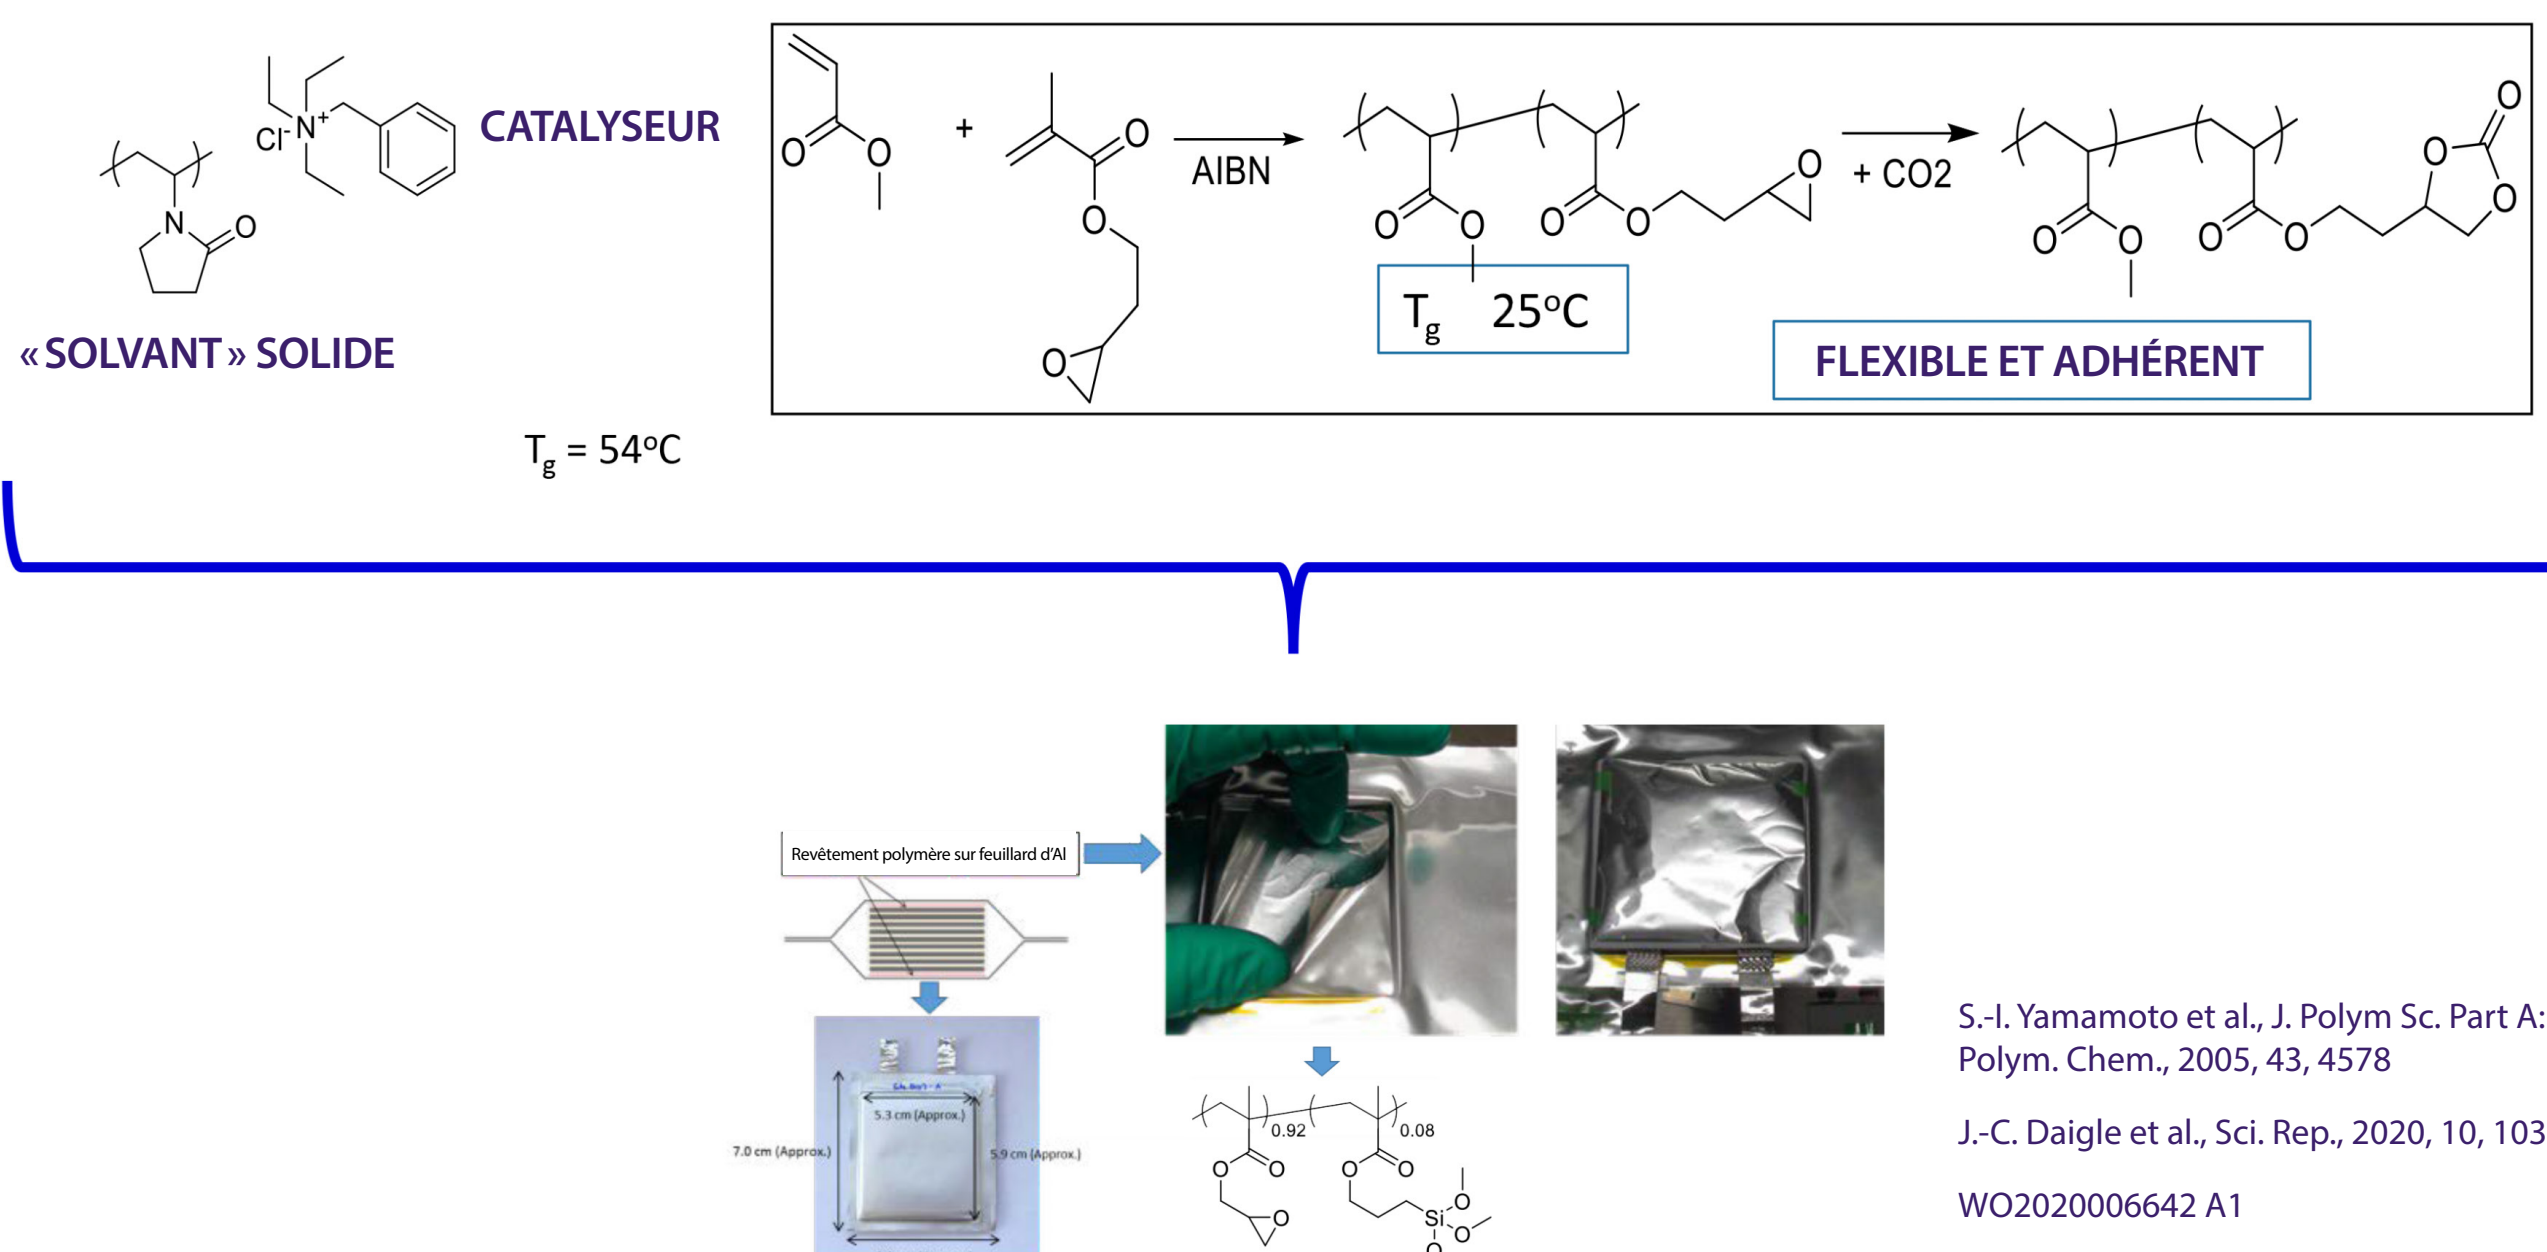 CATALYSEUR
Cl⁻
N⁺
N
O
« SOLVANT » SOLIDE
T_g = 54°C
O
O
+
O
O
O
AIBN
O
O
O
O
O
T_g 25°C
+ CO2
O
O
O
O
O
O
O
FLEXIBLE ET ADHÉRENT
Revêtement polymère sur feuillard d'Al
5.3 cm (Approx.)
7.0 cm (Approx.)
5.9 cm (Approx.)
0.92
0.08
O
O
O
O
O
Si
O
O
O
S.-I. Yamamoto et al., J. Polym Sc. Part A:
Polym. Chem., 2005, 43, 4578
J.-C. Daigle et al., Sci. Rep., 2020, 10, 103
WO2020006642 A1